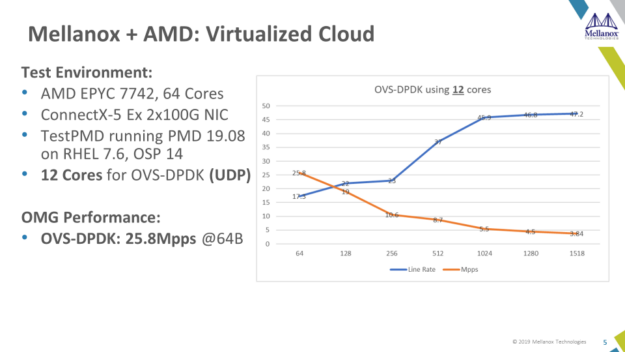 Mellanox + AMD: Virtualized Cloud
Mellanox
TECHNOLOGIES
Test Environment:
• AMD EPYC 7742, 64 Cores
• ConnectX-5 Ex 2x100G NIC
• TestPMD running PMD 19.08
on RHEL 7.6, OSP 14
• 12 Cores for OVS-DPDK (UDP)
OMG Performance:
• OVS-DPDK: 25.8Mpps @64B
OVS-DPDK using 12 cores
50
45
40
35
30
25
20
15
10
5
0
25.8
17.3
22
19
23
10.6
37
8.7
45.3
5.5
46.8
4.5
47.2
3.84
64 128 256 512 1024 1280 1518
Line Rate Mpps
© 2019 Mellanox Technologies 5